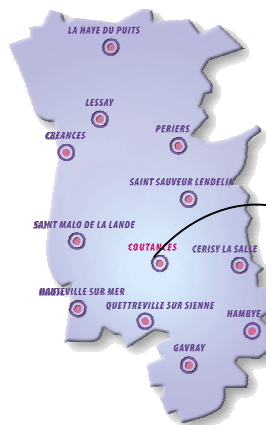 LA HAYE DU PUITS
LESSAY
CREANCES
PERIERS
SAINT SAUVEUR LENDELIN
SAINT MALO DE LA LANDE
COUTANCES
CERISY LA SALLE
HAUTEVILLE SUR MER
QUETTREVILLE SUR SIENNE
HAMBYE
GAVRAY